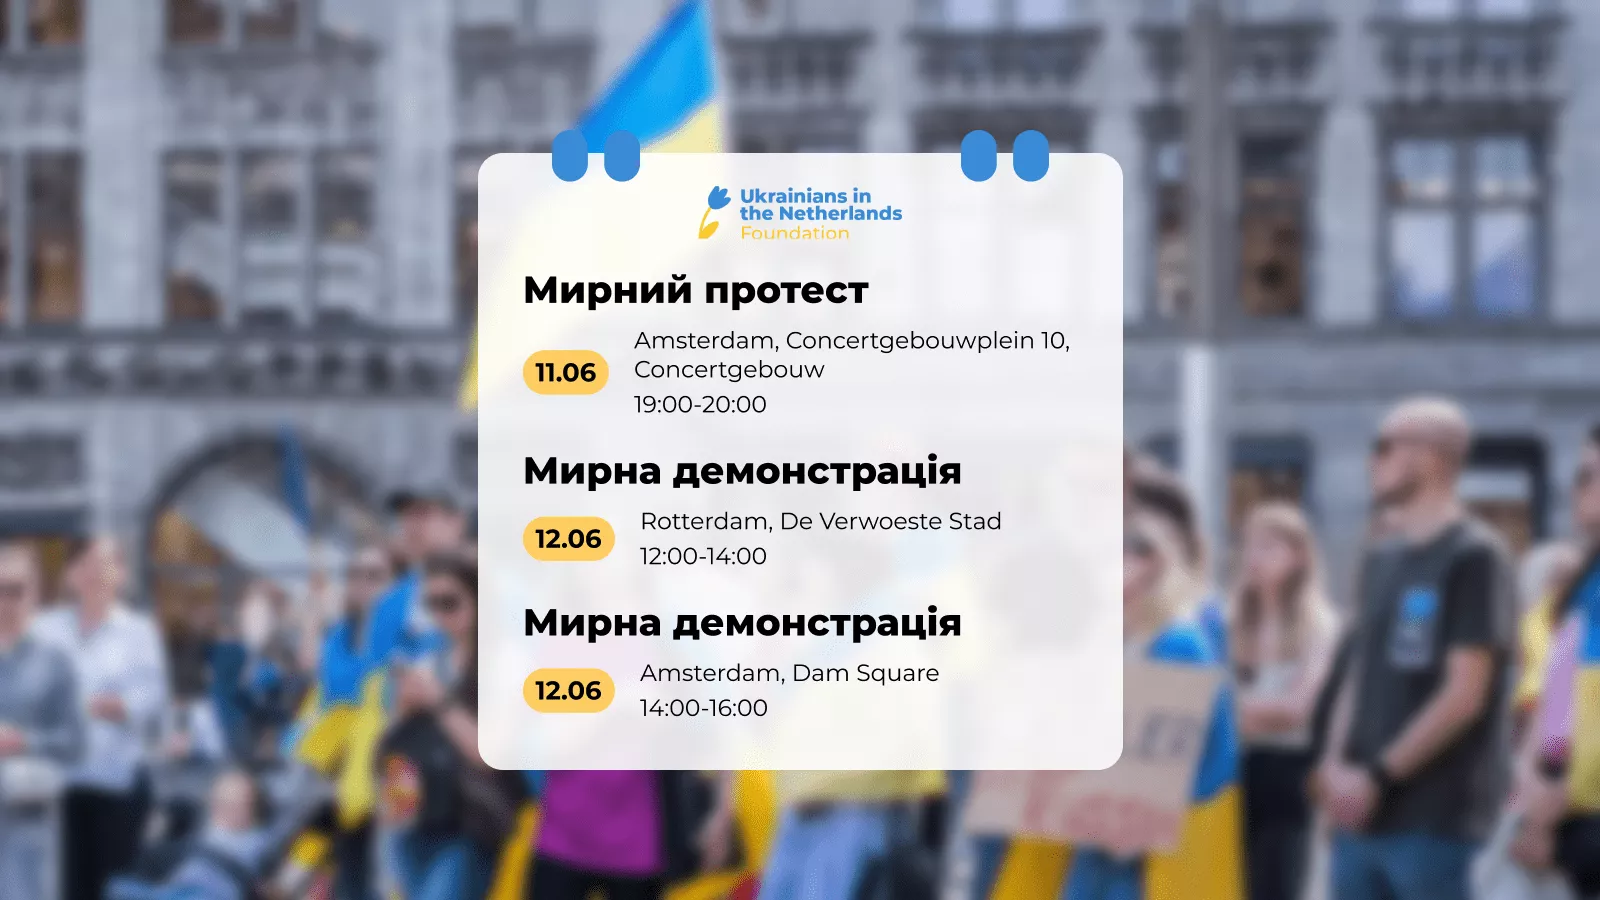 Ukrainians in
the Netherlands
Foundation
Мирний протест
Amsterdam, Concertgebouwplein 10,
11.06
Concertgebouw
19:00-20:00
Мирна демонстрація
12.06
Rotterdam, De Verwoeste Stad
12:00-14:00
Мирна демонстрація
12.06
Amsterdam, Dam Square
14:00-16:00